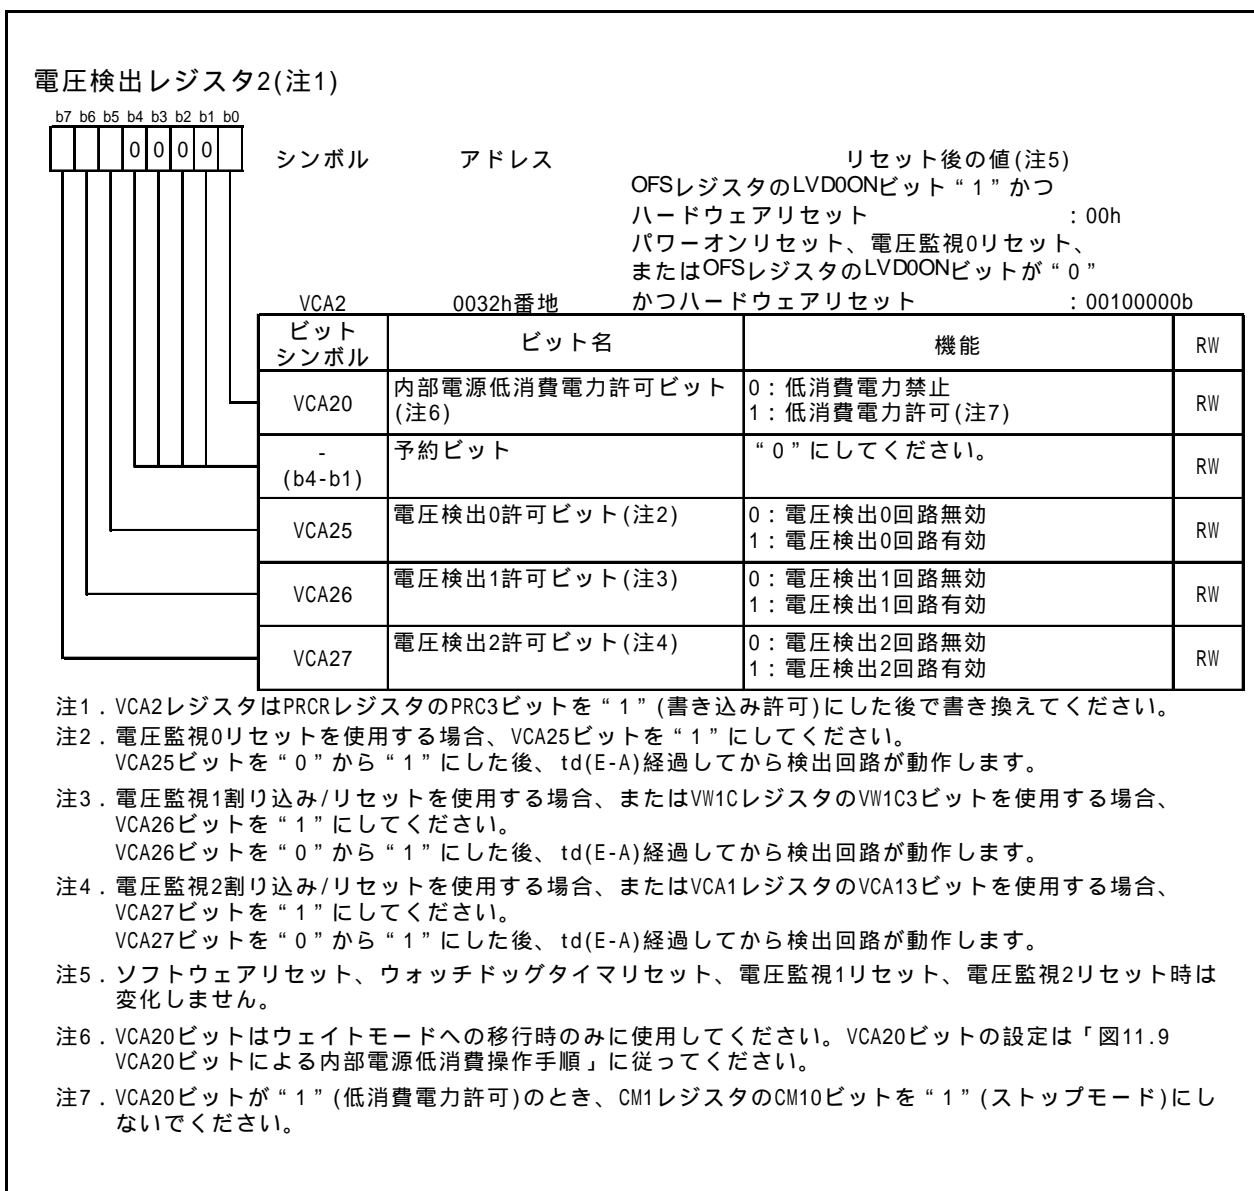 電圧検出レジスタ2(注1)
b7 b6 b5 b4 b3 b2 b1 b0
0 0 0 0
シンボル アドレス リセット後の値(注5)
OFSレジスタのLVD0ONビット“1”かつ
ハードウェアリセット :00h
パワーオンリセット、電圧監視0リセット、
またはOFSレジスタのLVD0ONビットが“0”
VCA2 0032h番地 かつハードウェアリセット :00100000b
ビット
シンボル
ビット名 機能 RW
VCA20
内部電源低消費電力許可ビット
(注6)
0:低消費電力禁止
1:低消費電力許可(注7)
RW
-
(b4-b1)
予約ビット
“0”にしてください。
RW
VCA25
電圧検出0許可ビット(注2)
0:電圧検出0回路無効
1:電圧検出0回路有効
RW
VCA26
電圧検出1許可ビット(注3)
0:電圧検出1回路無効
1:電圧検出1回路有効
RW
VCA27
電圧検出2許可ビット(注4)
0:電圧検出2回路無効
1:電圧検出2回路有効
RW
注1.VCA2レジスタはPRCRレジスタのPRC3ビットを“1”(書き込み許可)にした後で書き換えてください。
注2.電圧監視0リセットを使用する場合、VCA25ビットを“1”にしてください。
VCA25ビットを“0”から“1”にした後、td(E-A)経過してから検出回路が動作します。
注3.電圧監視1割り込み/リセットを使用する場合、またはVW1CレジスタのVW1C3ビットを使用する場合、
VCA26ビットを“1”にしてください。
VCA26ビットを“0”から“1”にした後、td(E-A)経過してから検出回路が動作します。
注4.電圧監視2割り込み/リセットを使用する場合、またはVCA1レジスタのVCA13ビットを使用する場合、
VCA27ビットを“1”にしてください。
VCA27ビットを“0”から“1”にした後、td(E-A)経過してから検出回路が動作します。
注5.ソフトウェアリセット、ウォッチドッグタイマリセット、電圧監視1リセット、電圧監視2リセット時は
変化しません。
注6.VCA20ビットはウェイトモードへの移行時のみに使用してください。VCA20ビットの設定は「図11.9
VCA20ビットによる内部電源低消費操作手順」に従ってください。
注7.VCA20ビットが“1”(低消費電力許可)のとき、CM1レジスタのCM10ビットを“1”(ストップモード)にし
ないでください。